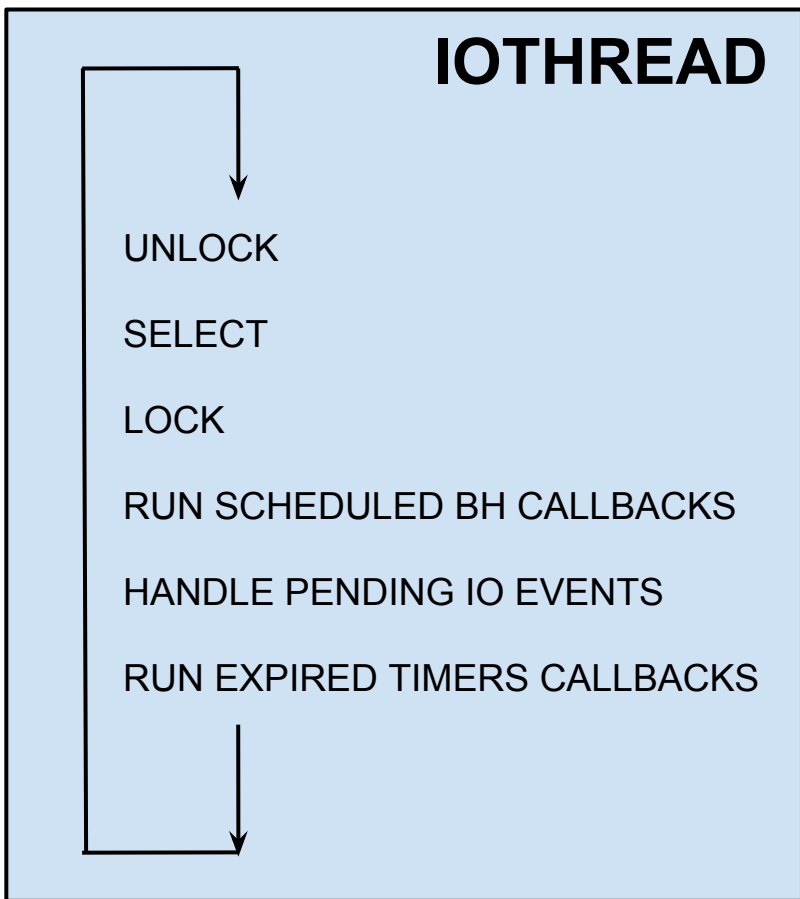 IOTHREAD
UNLOCK
SELECT
LOCK
RUN SCHEDULED BH CALLBACKS
HANDLE PENDING IO EVENTS
RUN EXPIRED TIMERS CALLBACKS